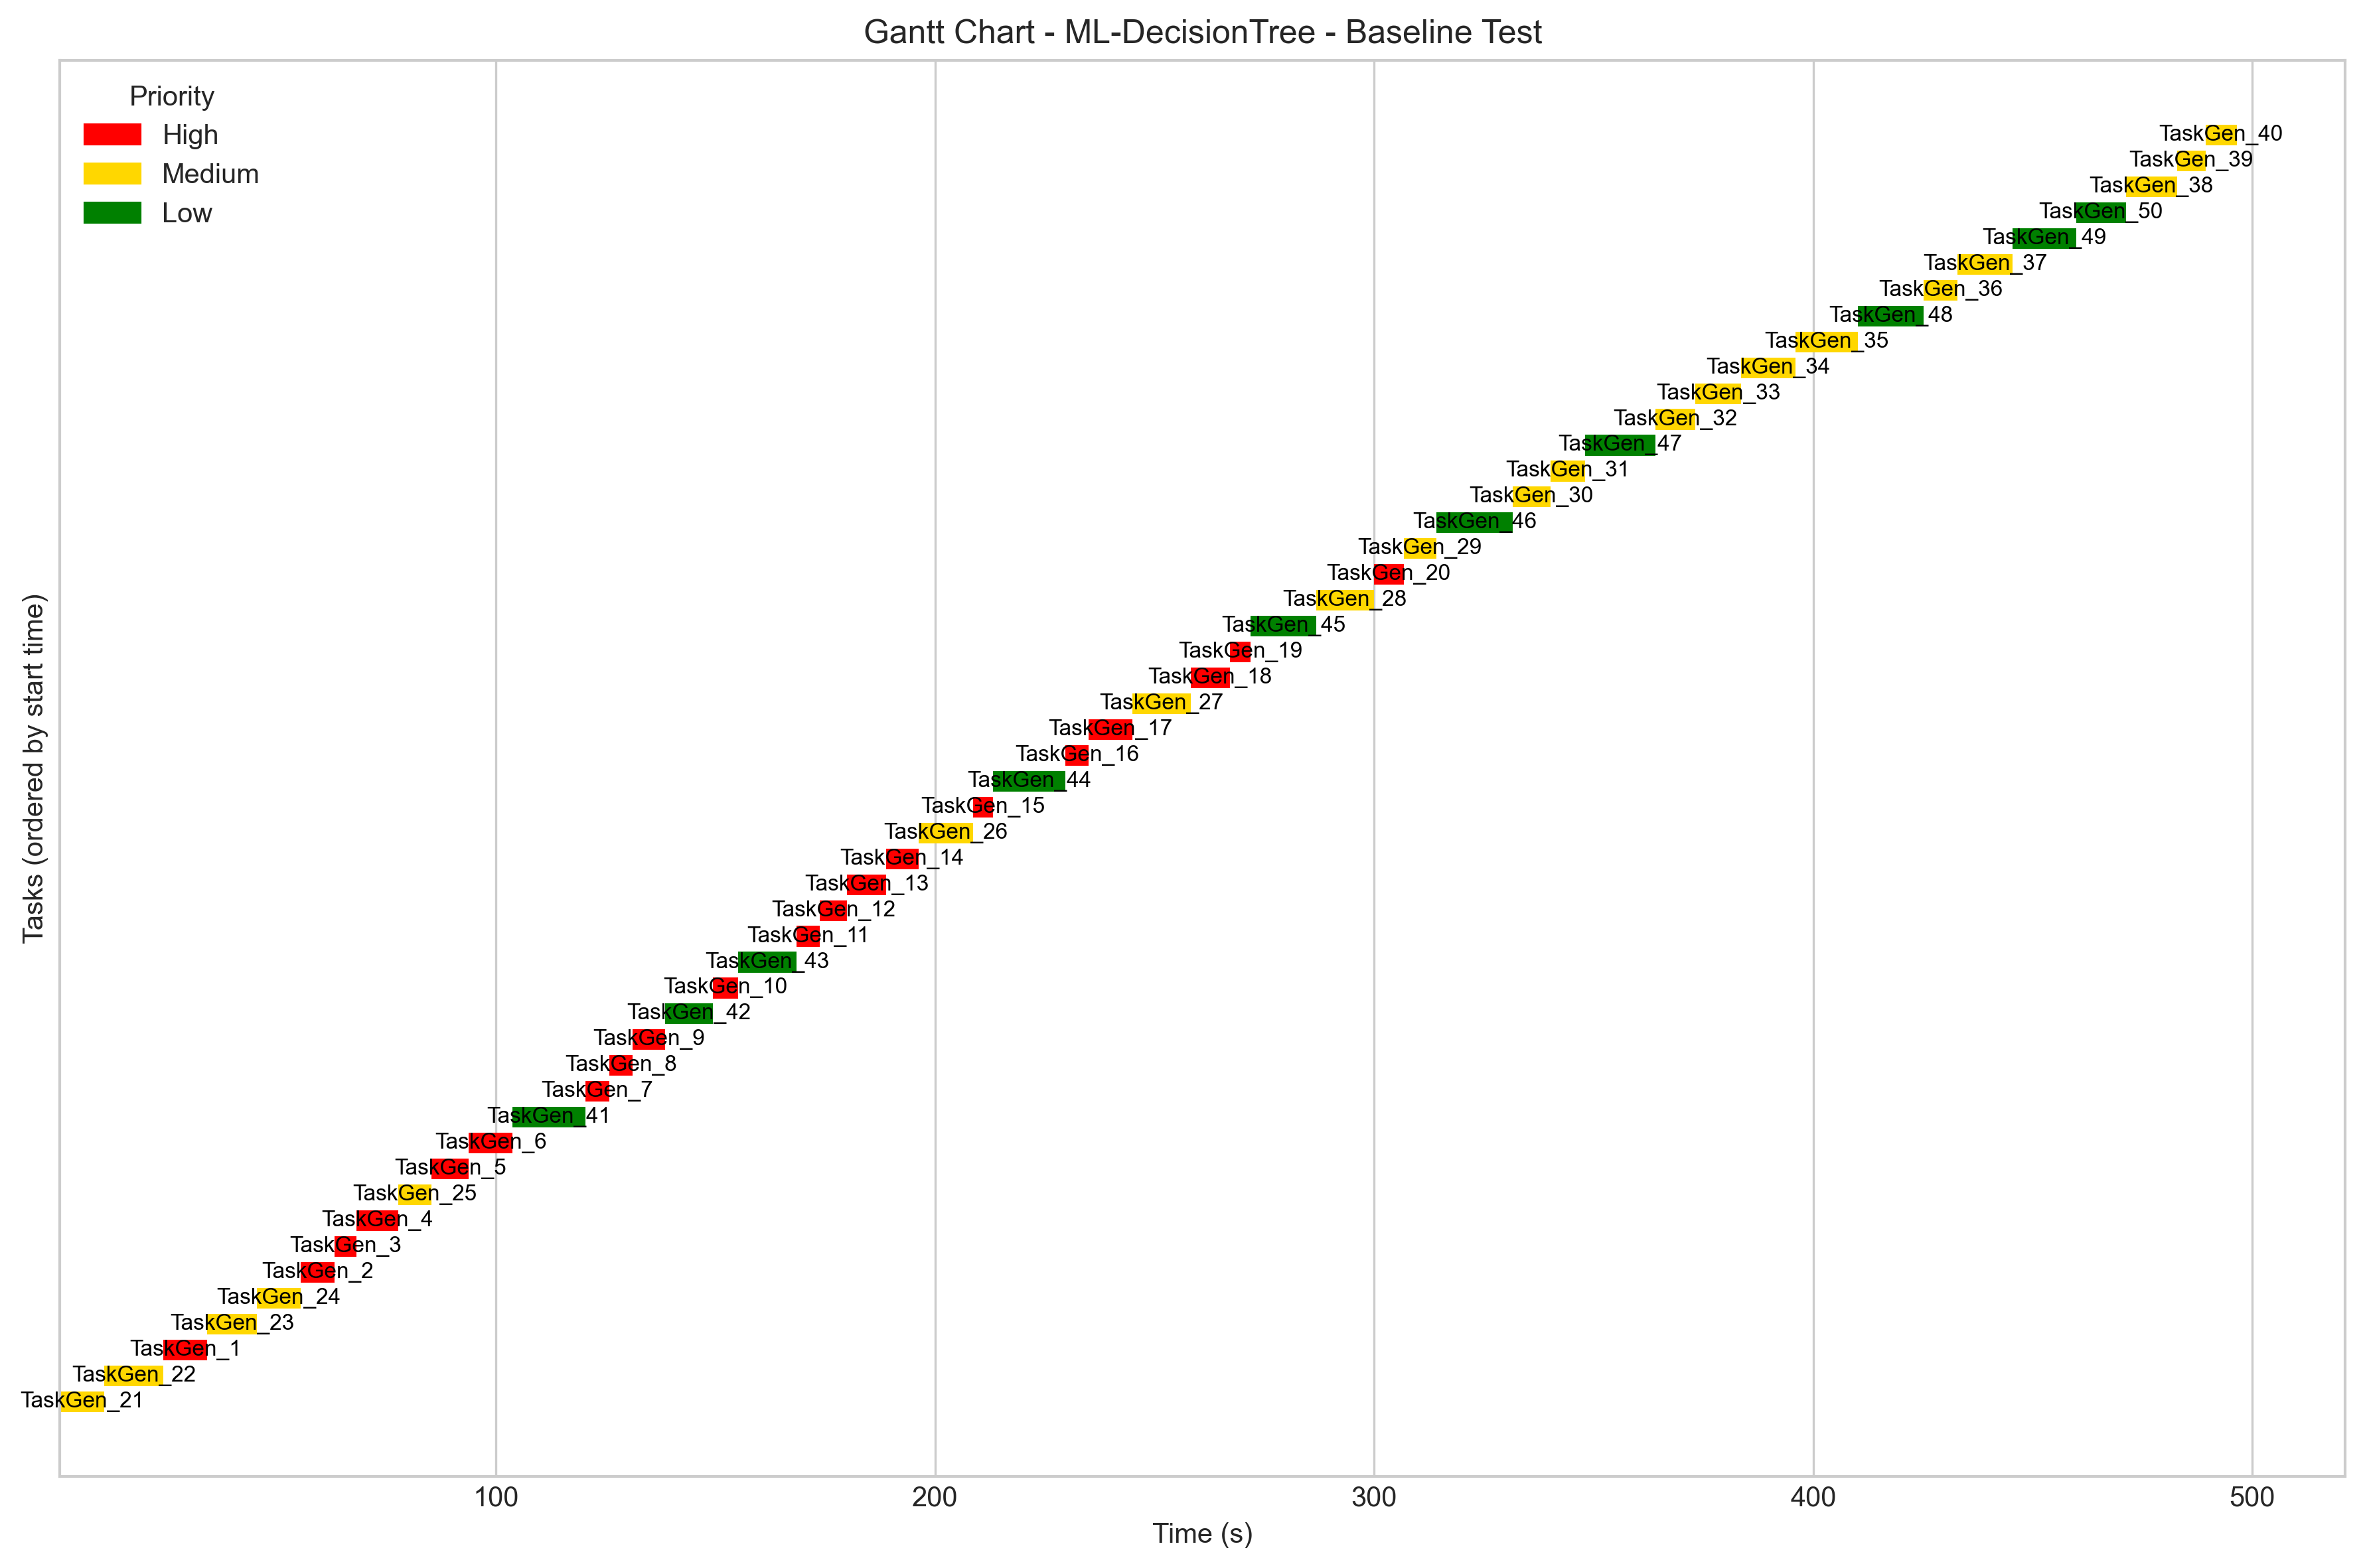 Gantt Chart - ML-DecisionTree - Baseline Test
Priority
High
Medium
Low
TaskGen_40
TaskGen_39
TaskGen_38
TaskGen_50
TaskGen_49
TaskGen_37
TaskGen_36
TaskGen_48
TaskGen_35
TaskGen_34
TaskGen_33
TaskGen_32
TaskGen_47
TaskGen_31
TaskGen_30
TaskGen_46
TaskGen_29
TaskGen_20
TaskGen_28
TaskGen_45
TaskGen_19
TaskGen_18
TaskGen_27
TaskGen_17
TaskGen_16
TaskGen_44
TaskGen_15
TaskGen_26
TaskGen_14
TaskGen_13
TaskGen_12
TaskGen_11
TaskGen_43
TaskGen_10
TaskGen_42
TaskGen_9
TaskGen_8
TaskGen_7
TaskGen_41
TaskGen_6
TaskGen_5
TaskGen_25
TaskGen_4
TaskGen_3
TaskGen_2
TaskGen_24
TaskGen_23
TaskGen_1
TaskGen_22
TaskGen_21
Tasks (ordered by start time)
100 200 300 400 500
Time (s)